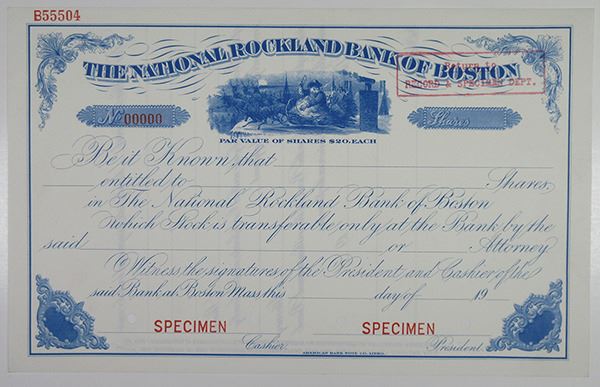 B55504
THE NATIONAL ROCKLAND BANK OF BOSTON
Return to
RECORD & SPECIMEN DEPT.
No 00000
Shares
PAR VALUE OF SHARES $20. EACH
Be it Known, that
entitled to Shares
in The National Rockland Bank of Boston
which Stock is transferable only at the Bank by the
said or Attorney
Witness the signatures of the President and Cashier of the
said Bank at Boston Mass. this day of 19
SPECIMEN SPECIMEN
Cashier. President.
AMERICAN BANK NOTE CO.